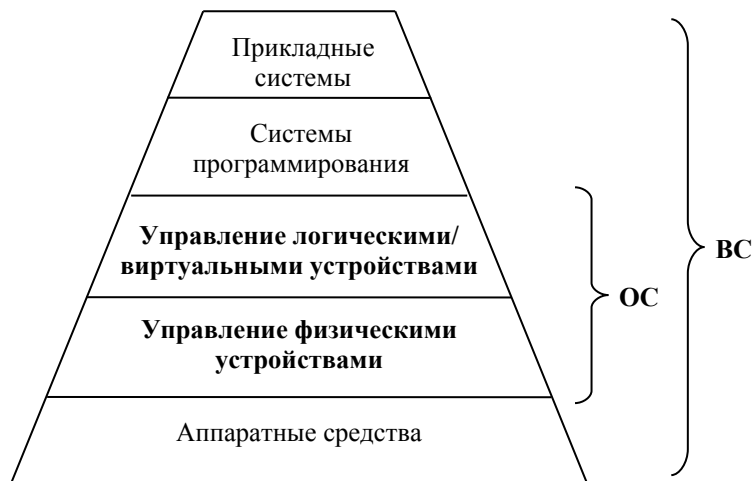 Прикладные
системы
Системы
программирования
Управление логическими/
виртуальными устройствами
Управление физическими
устройствами
Аппаратные средства
ОС
ВС